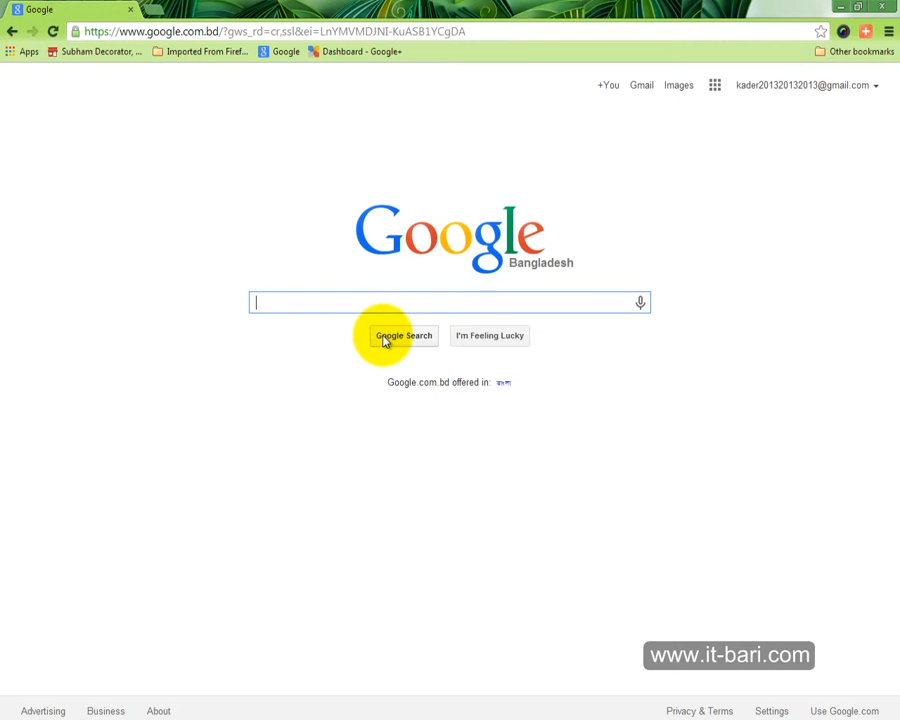 Google
https://www.google.com.bd/?gws_rd=cr,ssl&ei=LnYMVMDJNI-KuASB1YCgDA
Apps Subham Decorator, ... Imported From Firef... Google Dashboard - Google+ Other bookmarks
+You Gmail Images kader201320132013@gmail.com
Google
Bangladesh
Google Search I'm Feeling Lucky
Google.com.bd offered in: বাংলা
www.it-bari.com
Advertising Business About Privacy & Terms Settings Use Google.com